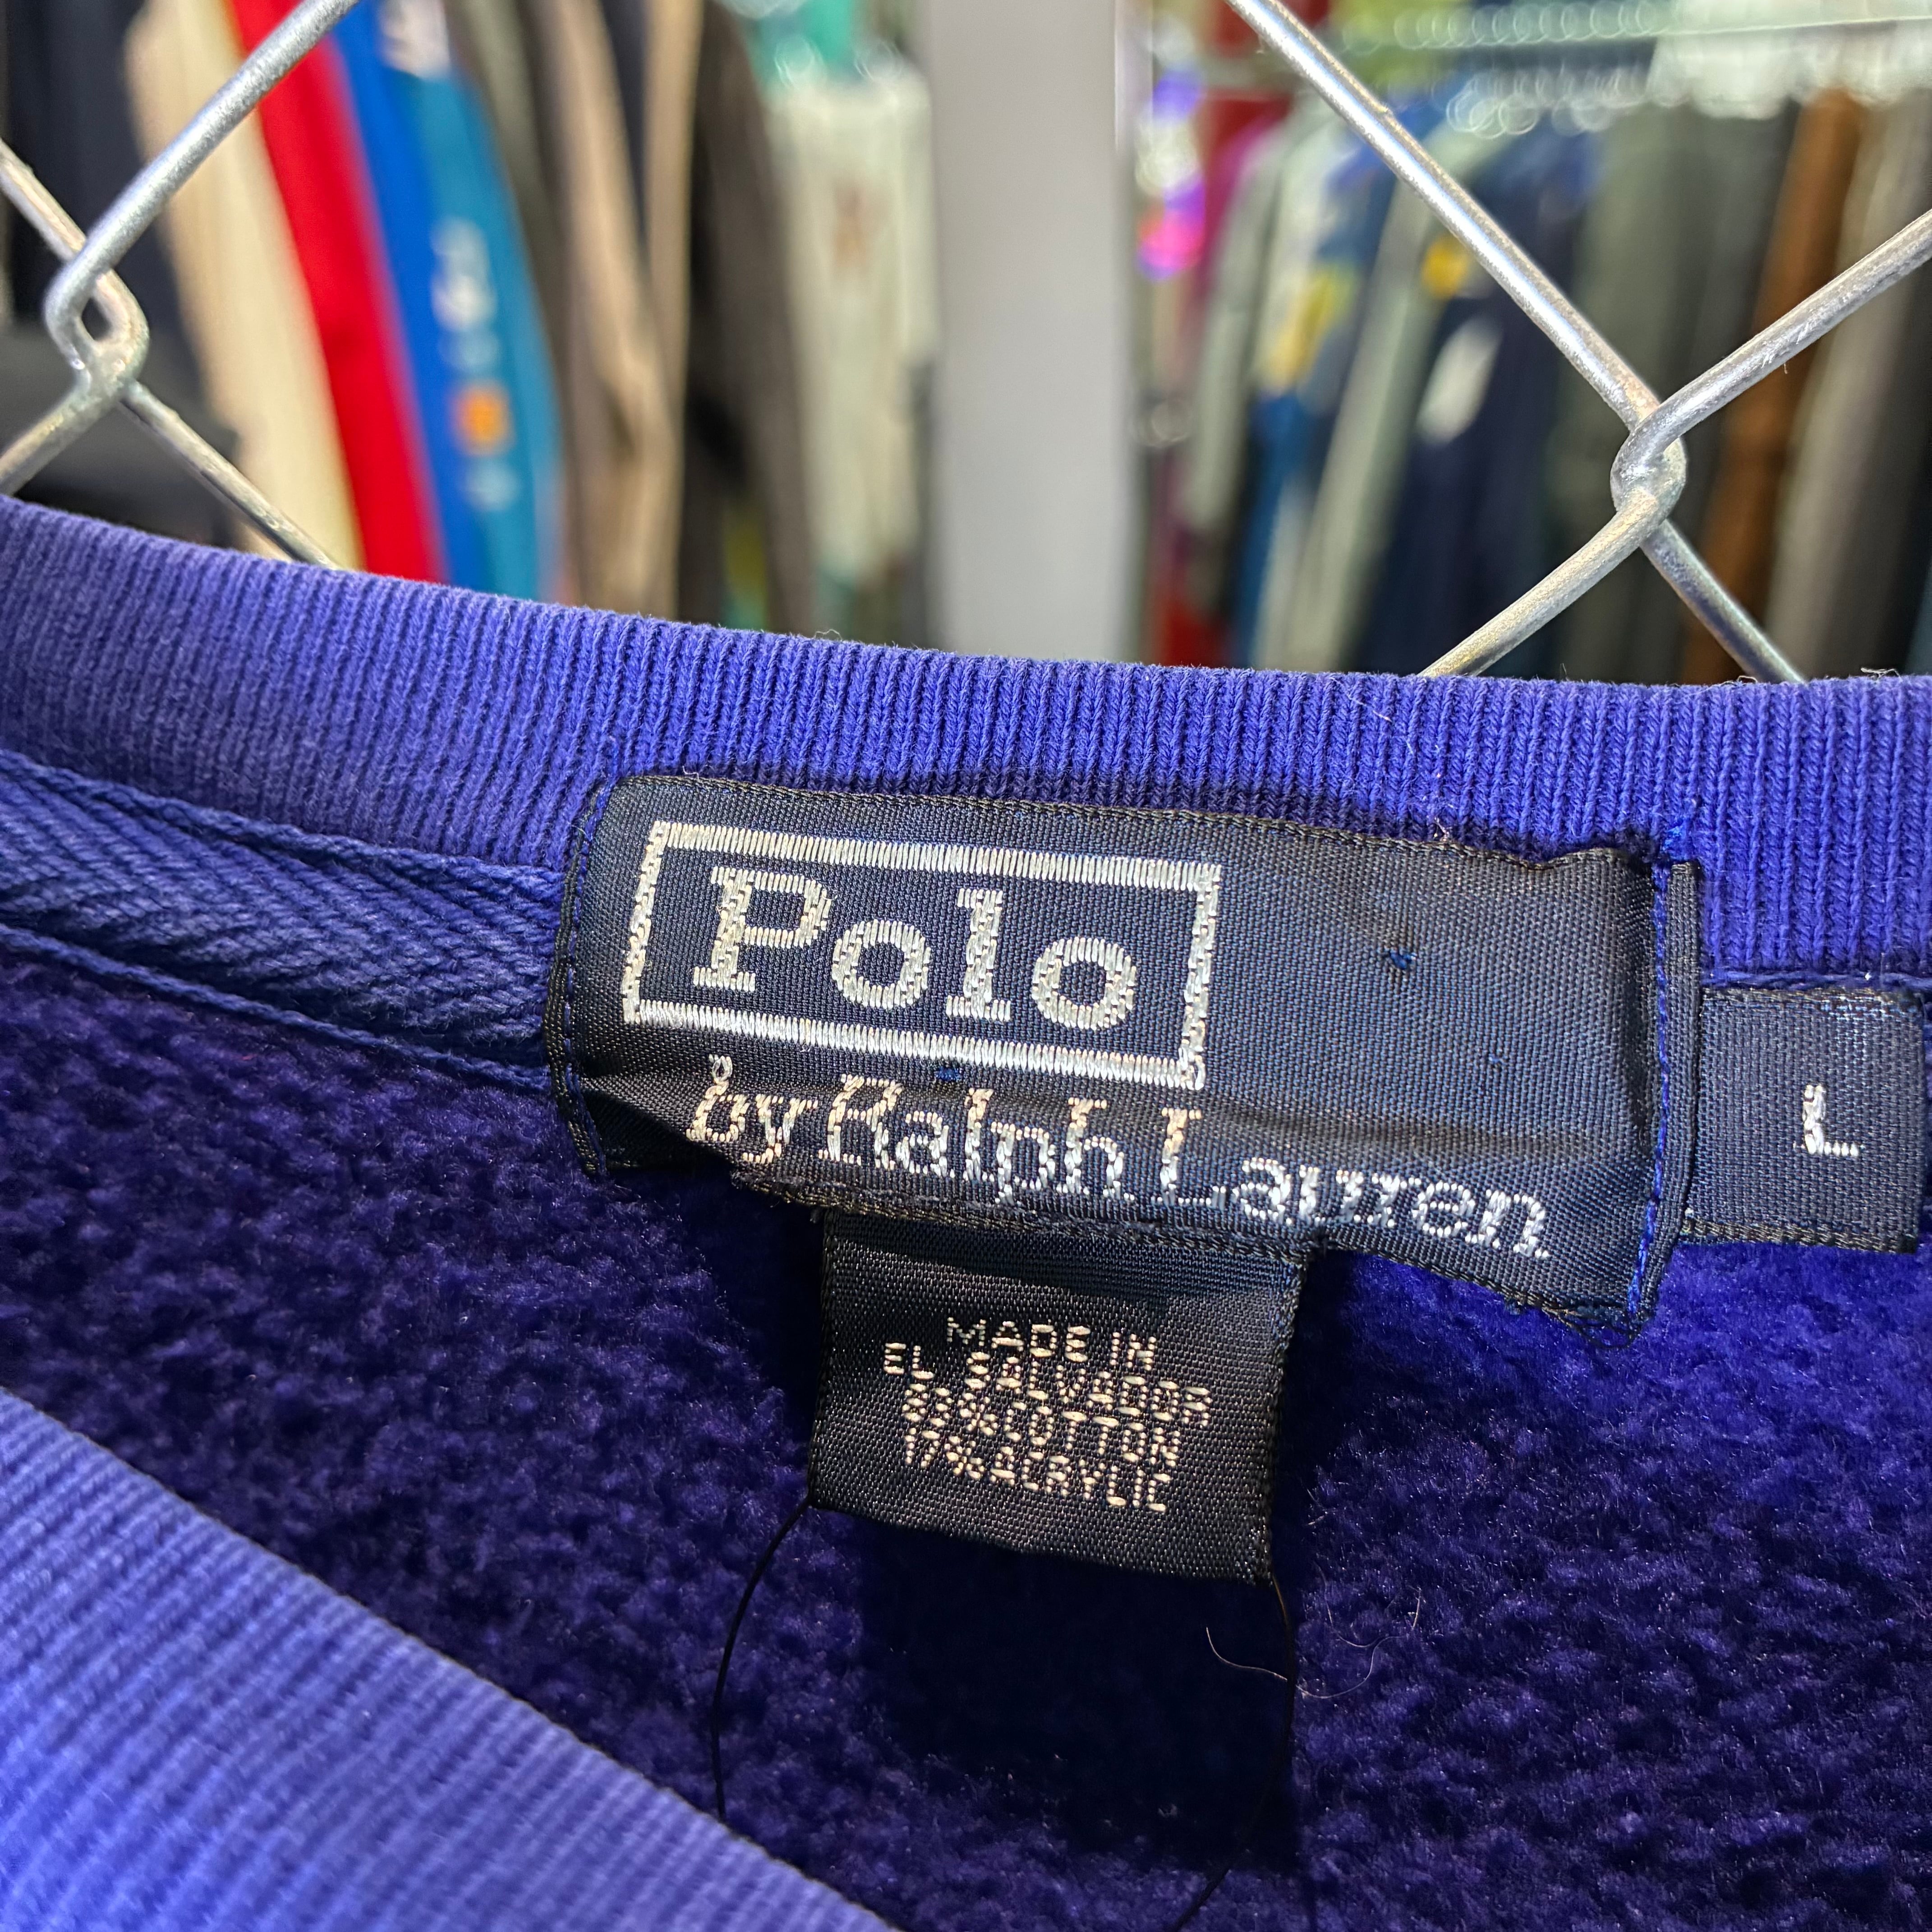 Polo
by Ralph Lauren
L
MADE IN
EL SALVADOR
83% COTTON
17% ACRYLIC